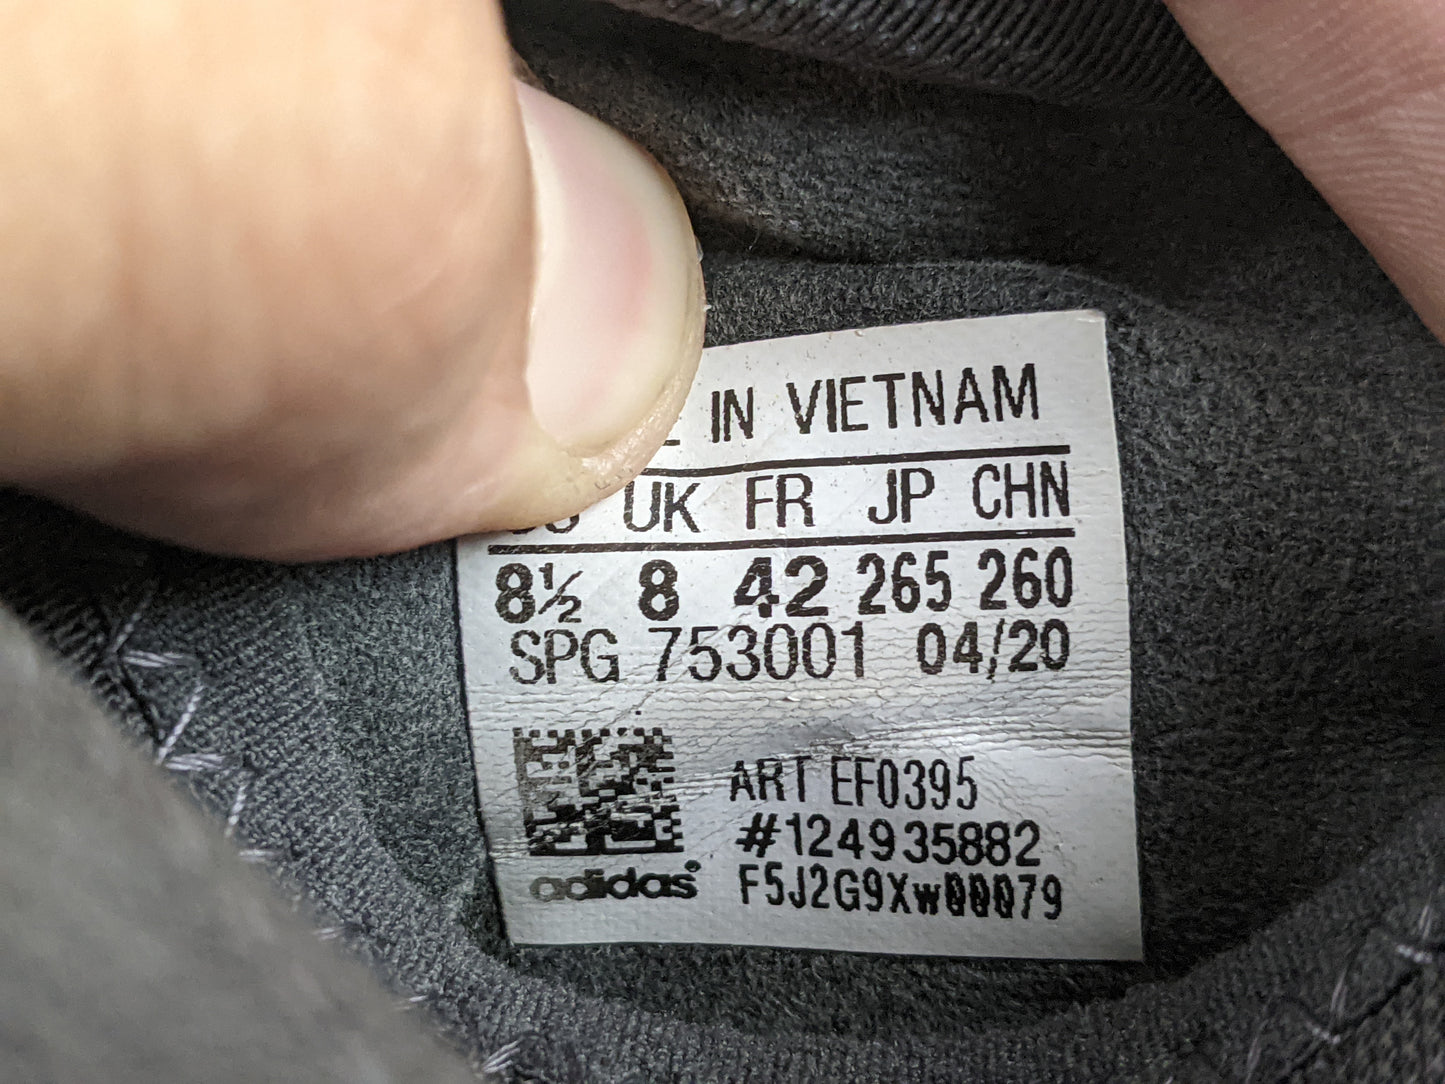 IN VIETNAM
US UK FR JP CHN
8½ 8 42 265 260
SPG 753001 04/20
ART EF0395
#124935882
adidas®
F5J2G9Xw00079